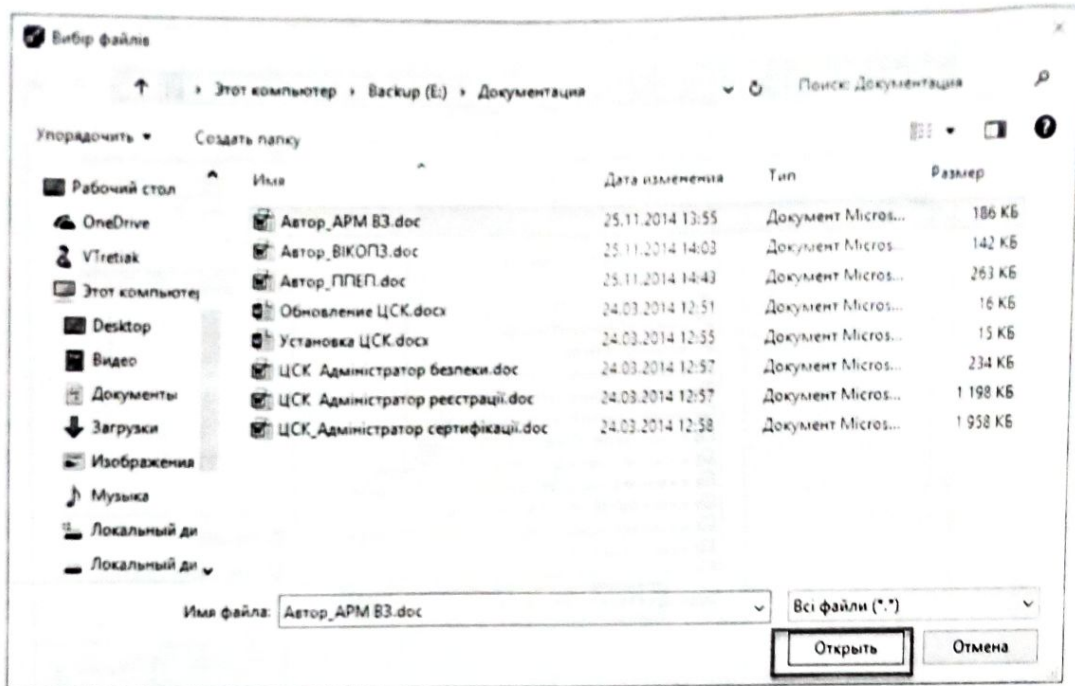 Вибір файлів
Этот компьютер › Backup (E:) › Документация Поиск: Документация
Упорядочить Создать папку
Имя Дата изменения Тип Размер
Рабочий стол
OneDrive
VTretiak
Этот компьютер
Desktop
Видео
Документы
Загрузки
Изображения
Музыка
Локальный ди
Локальный ди
Автор_АРМ ВЗ.doc 25.11.2014 13:55 Документ Micros... 186 КБ
Автор_ВІКОПЗ.doc 25.11.2014 14:03 Документ Micros... 142 КБ
Автор_ППЕП.doc 25.11.2014 14:43 Документ Micros... 263 КБ
Обновление ЦСК.docx 24.03.2014 12:51 Документ Micros... 16 КБ
Установка ЦСК.docx 24.03.2014 12:55 Документ Micros... 15 КБ
ЦСК_Адміністратор безпеки.doc 24.03.2014 12:57 Документ Micros... 234 КБ
ЦСК_Адміністратор реєстрації.doc 24.03.2014 12:57 Документ Micros... 1 198 КБ
ЦСК_Адміністратор сертифікації.doc 24.03.2014 12:58 Документ Micros... 1 958 КБ
Имя файла: Автор_АРМ ВЗ.doc Всі файли (*.*)
Открыть Отмена